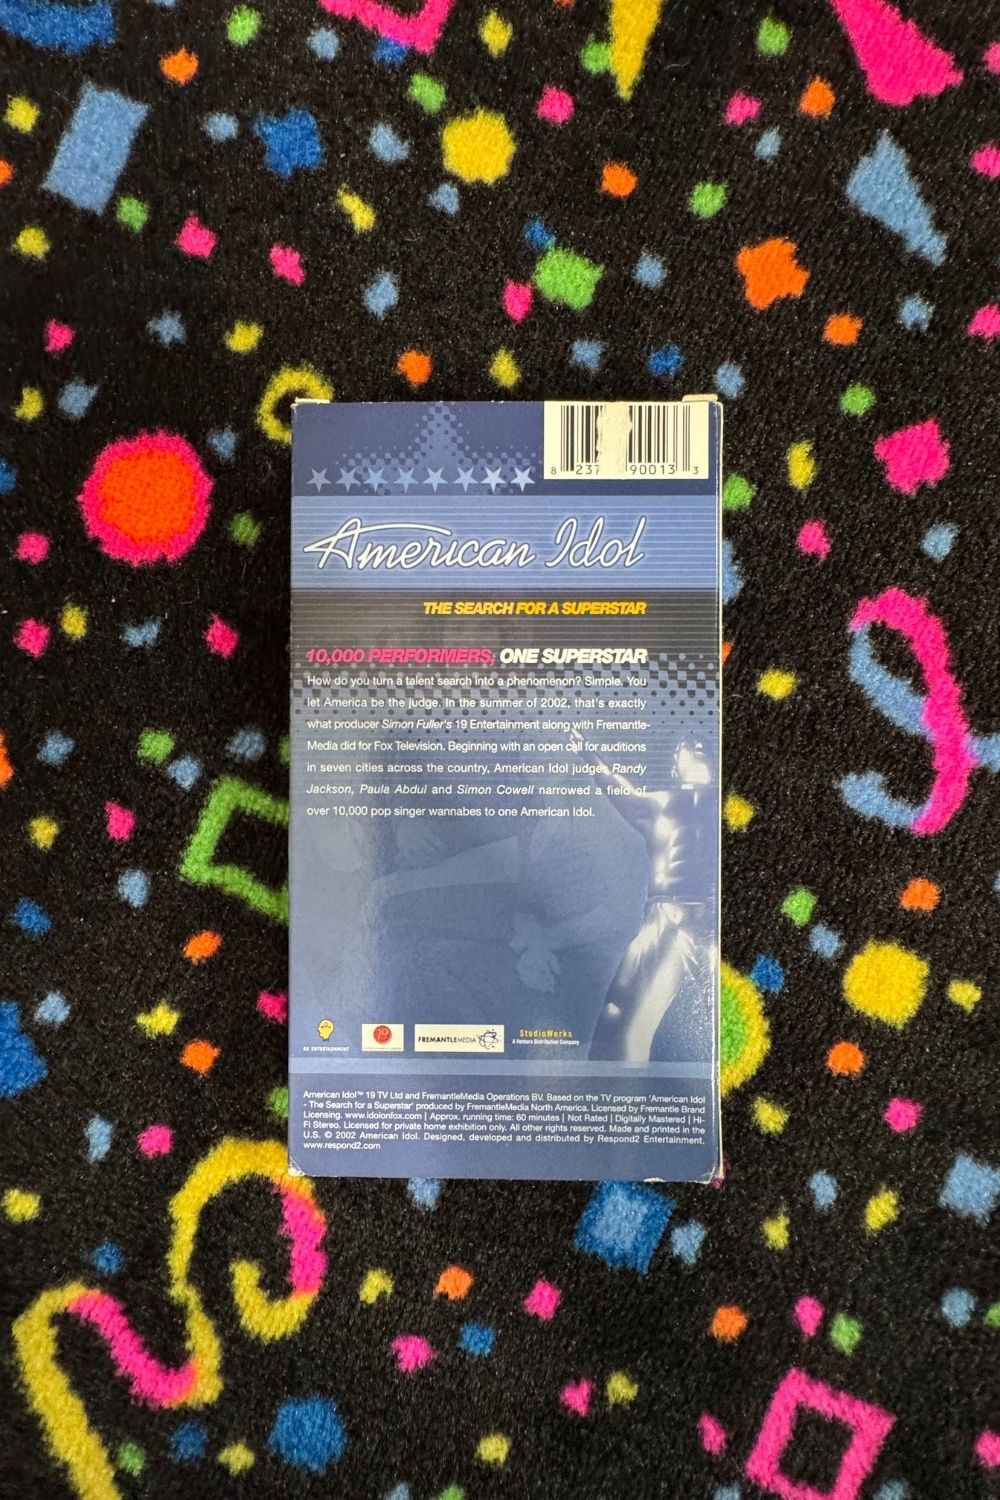 8 237 90013 3
American Idol
THE SEARCH FOR A SUPERSTAR
10,000 PERFORMERS, ONE SUPERSTAR
How do you turn a talent search into a phenomenon? Simple. You
let America be the judge. In the summer of 2002, that's exactly
what producer Simon Fuller's 19 Entertainment along with Fremantle-
Media did for Fox Television. Beginning with an open call for auditions
in seven cities across the country, American Idol judges Randy
Jackson, Paula Abdul and Simon Cowell narrowed a field of
over 10,000 pop singer wannabes to one American Idol.
R2 ENTERTAINMENT
19
FREMANTLEMEDIA
StudioWorks
A Ventura Distribution Company
American Idol™ 19 TV Ltd and FremantleMedia Operations BV. Based on the TV program 'American Idol
- The Search for a Superstar' produced by FremantleMedia North America. Licensed by Fremantle Brand
Licensing. www.idolonfox.com | Approx. running time: 60 minutes | Not Rated | Digitally Mastered | Hi-
Fi Stereo. Licensed for private home exhibition only. All other rights reserved. Made and printed in the
U.S. © 2002 American Idol. Designed, developed and distributed by Respond2 Entertainment.
www.respond2.com